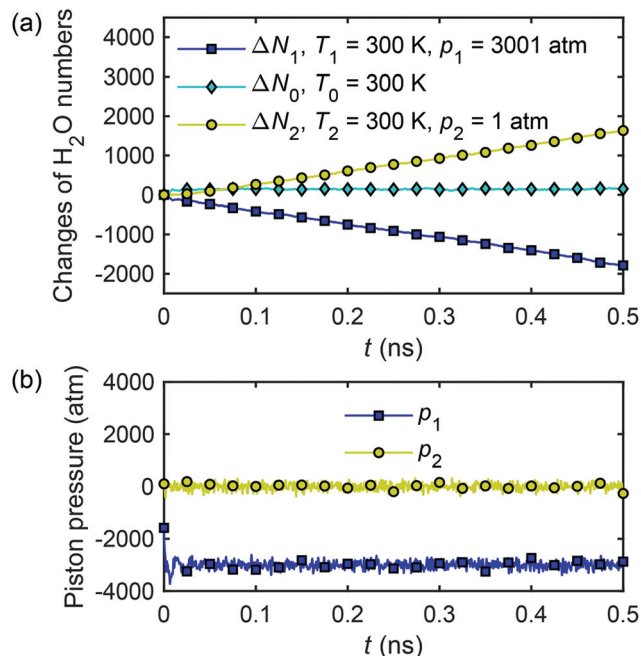 (a)
4000
3000
2000
1000
0
-1000
-2000
Changes of H₂O numbers
ΔN₁, T₁ = 300 K, p₁ = 3001 atm
ΔN₀, T₀ = 300 K
ΔN₂, T₂ = 300 K, p₂ = 1 atm
0 0.1 0.2 0.3 0.4 0.5
t (ns)
(b)
4000
2000
0
-2000
-4000
Piston pressure (atm)
p₁
p₂
0 0.1 0.2 0.3 0.4 0.5
t (ns)